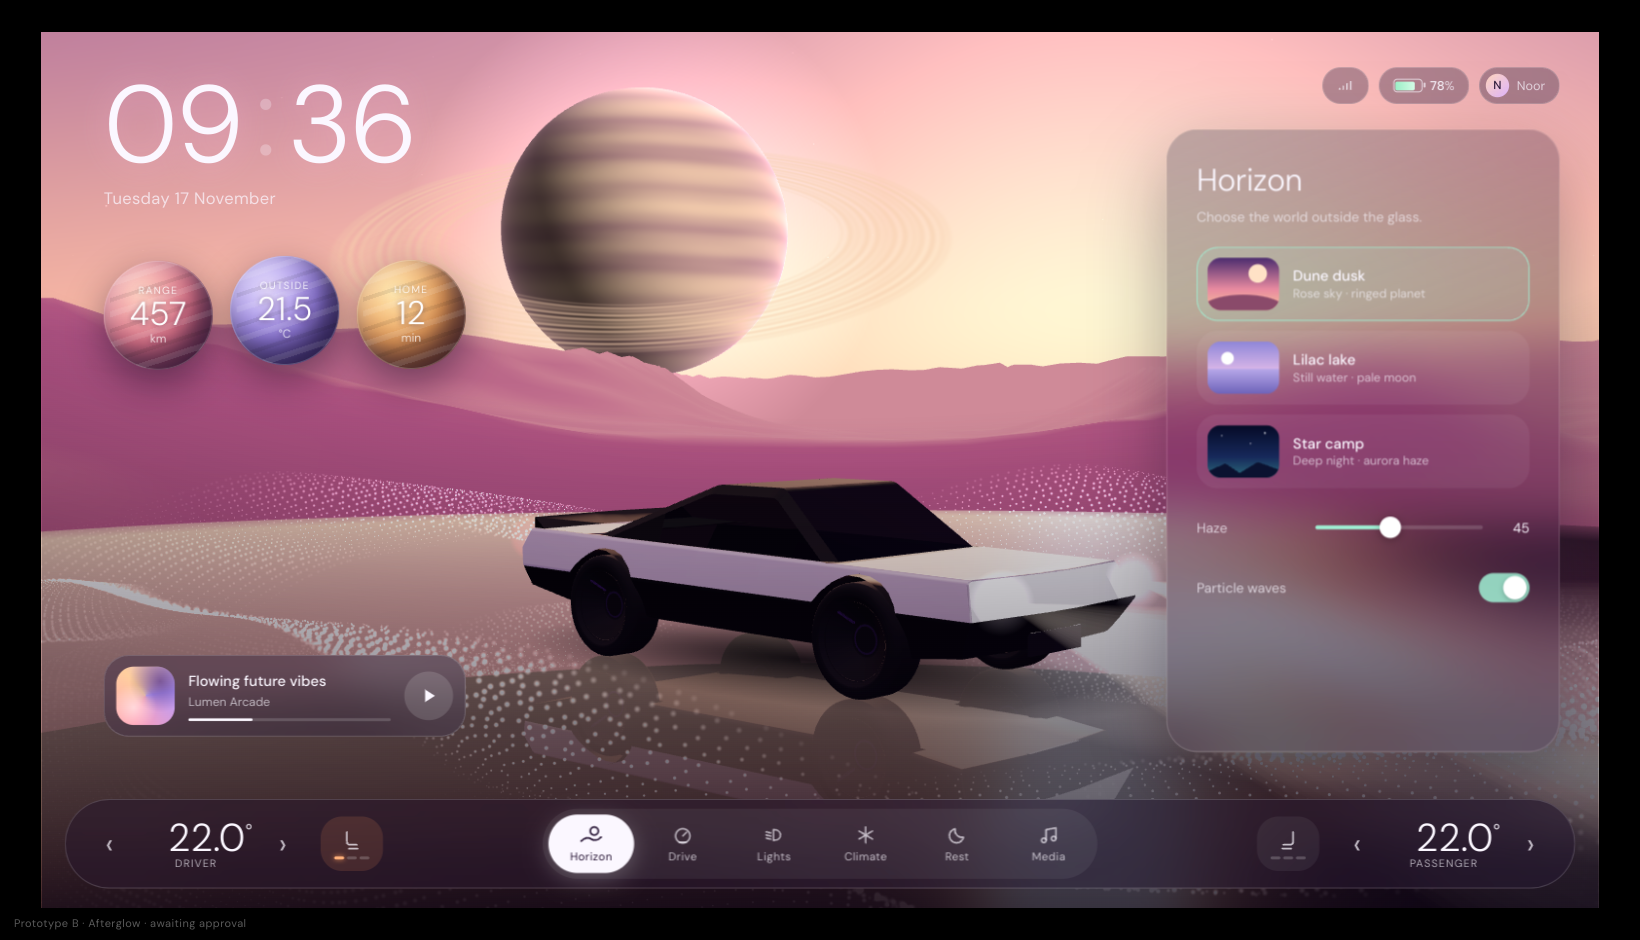 09:36
Tuesday 17 November
78%
N
Noor
RANGE
457
km
OUTSIDE
21.5
°C
HOME
12
min
Horizon
Choose the world outside the glass.
Dune dusk
Rose sky · ringed planet
Lilac lake
Still water · pale moon
Star camp
Deep night · aurora haze
Haze
45
Particle waves
Flowing future vibes
Lumen Arcade
‹ 22.0° ›
DRIVER
Horizon
Drive
Lights
Climate
Rest
Media
‹ 22.0° ›
PASSENGER
Prototype B · Afterglow · awaiting approval